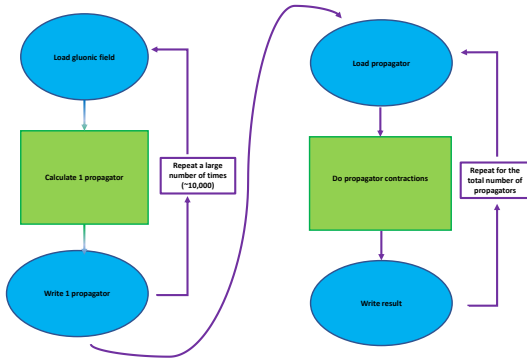 Load gluonic field
Calculate 1 propagator
Write 1 propagator
Repeat a large
number of times
(~10,000)
Load propagator
Do propagator contractions
Write result
Repeat for the
total number of
propagators